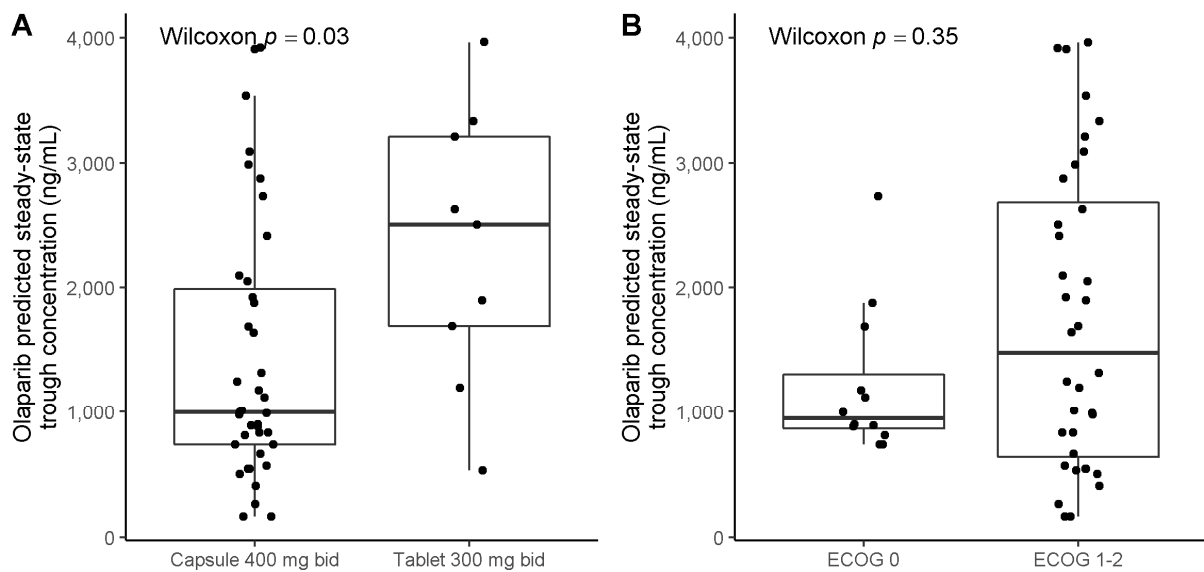 A
Wilcoxon p = 0.03
Olaparib predicted steady-state
trough concentration (ng/mL)
4,000
3,000
2,000
1,000
0
Capsule 400 mg bid
Tablet 300 mg bid
B
Wilcoxon p = 0.35
Olaparib predicted steady-state
trough concentration (ng/mL)
4,000
3,000
2,000
1,000
0
ECOG 0
ECOG 1-2